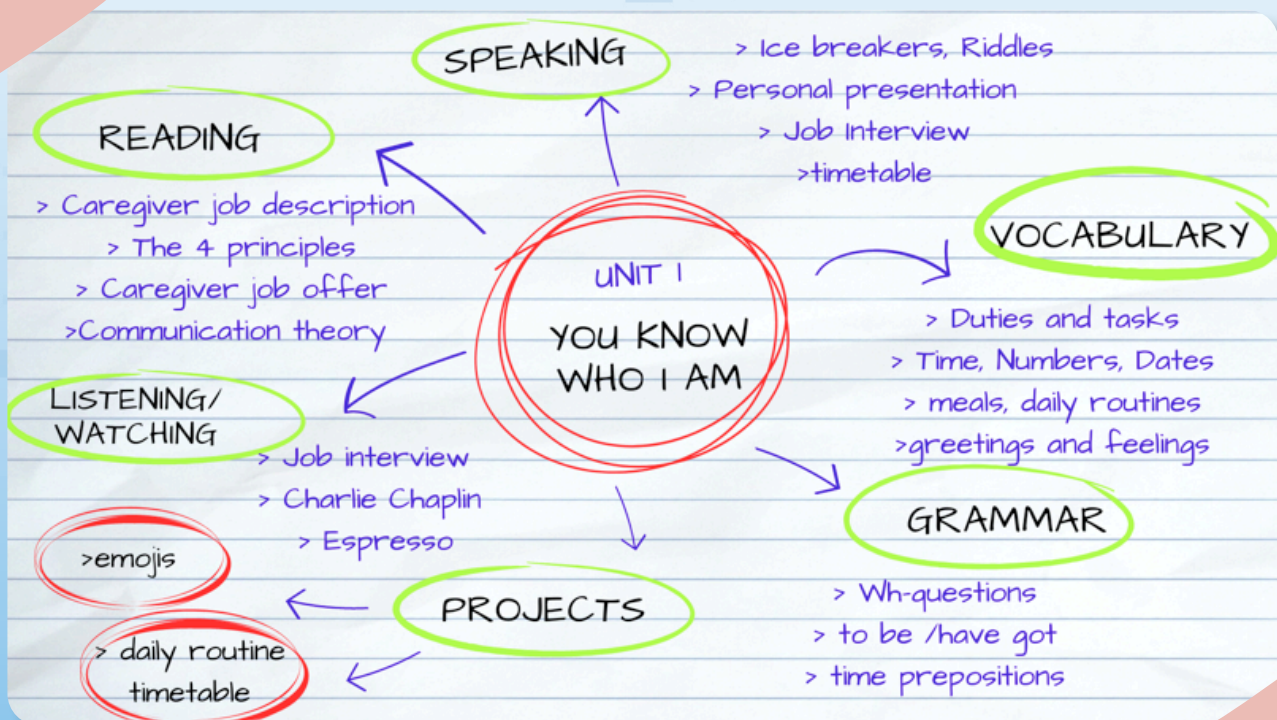 UNIT 1
YOU KNOW
WHO I AM
SPEAKING
> Ice breakers, Riddles
> Personal presentation
> Job Interview
>timetable
READING
> Caregiver job description
> The 4 principles
> Caregiver job offer
>Communication theory
VOCABULARY
> Duties and tasks
> Time, Numbers, Dates
> meals, daily routines
>greetings and feelings
LISTENING/
WATCHING
> Job interview
> Charlie Chaplin
> Espresso
GRAMMAR
> Wh-questions
> to be /have got
> time prepositions
PROJECTS
>emojis
> daily routine
timetable